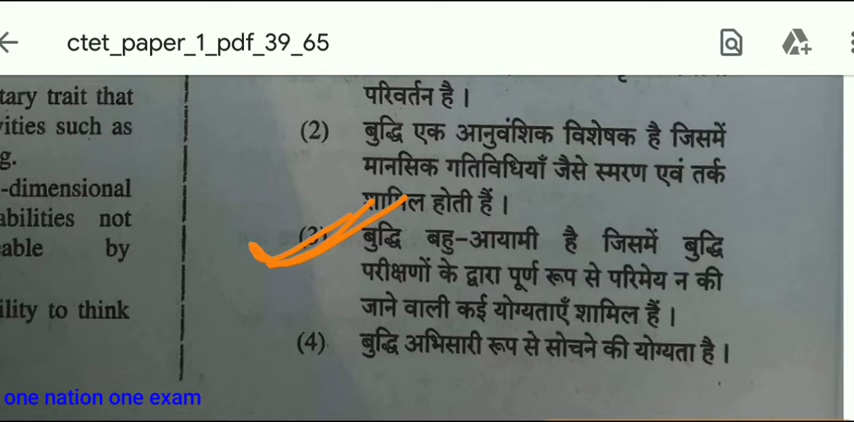 ctet_paper_1_pdf_39_65
tary trait that
vities such as
g.
-dimensional
abilities not
able by
ility to think
परिवर्तन है ।
(2) बुद्धि एक आनुवंशिक विशेषक है जिसमें
मानसिक गतिविधियाँ जैसे स्मरण एवं तर्क
शामिल होती हैं ।
(3) बुद्धि बहु-आयामी है जिसमें बुद्धि
परीक्षणों के द्वारा पूर्ण रूप से परिमेय न की
जाने वाली कई योग्यताएँ शामिल हैं ।
(4) बुद्धि अभिसारी रूप से सोचने की योग्यता है ।
one nation one exam